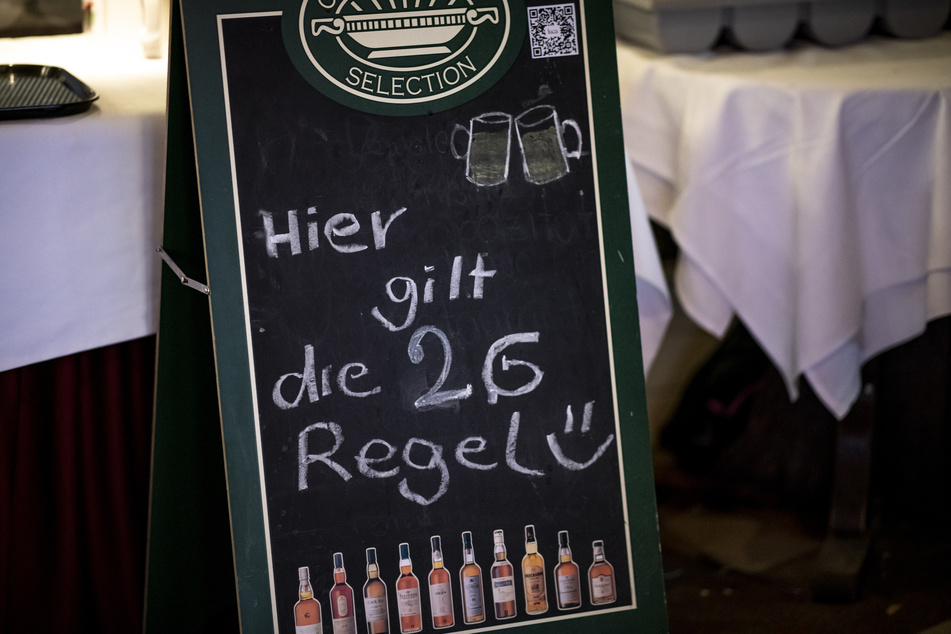 SELECTION
Hier
gilt
die 2G
Regel